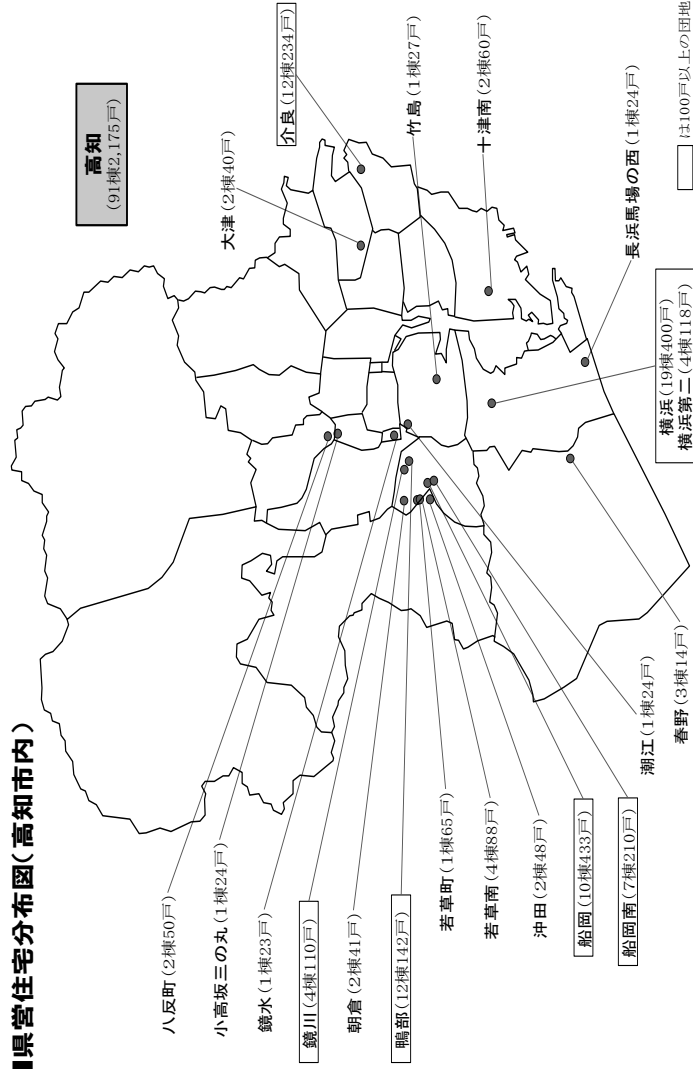 ■県営住宅分布図(高知市内)
高知
(91棟2,175戸)
八反町(2棟50戸)
小高坂三の丸(1棟24戸)
鏡水(1棟23戸)
鏡川(4棟110戸)
朝倉(2棟41戸)
鴨部(12棟142戸)
若草町(1棟65戸)
若草南(4棟88戸)
沖田(2棟48戸)
船岡(10棟433戸)
船岡南(7棟210戸)
潮江(1棟24戸)
春野(3棟14戸)
大津(2棟40戸)
介良(12棟234戸)
竹島(1棟27戸)
十津南(2棟60戸)
長浜馬場の西(1棟24戸)
横浜(19棟400戸)
横浜第二(4棟118戸)
は100戸以上の団地